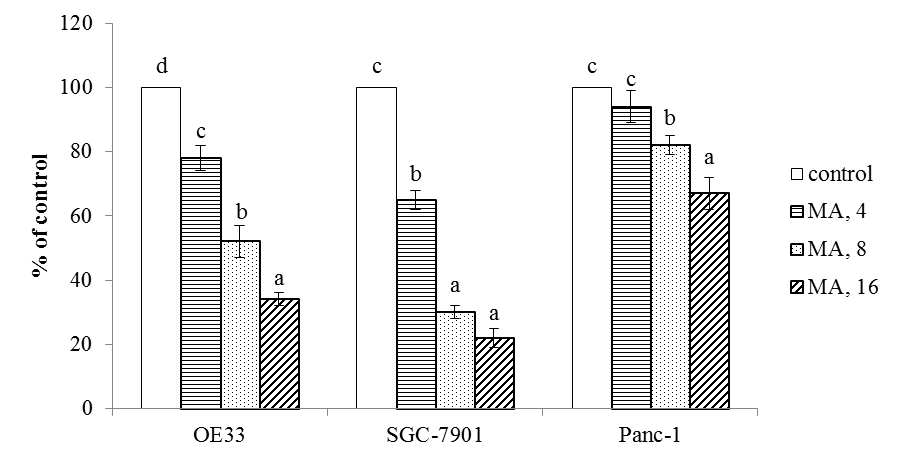 120
100
80
60
40
20
0
% of control
d
c
b
a
c
b
a
a
c
c
b
a
OE33
SGC-7901
Panc-1
control
MA, 4
MA, 8
MA, 16